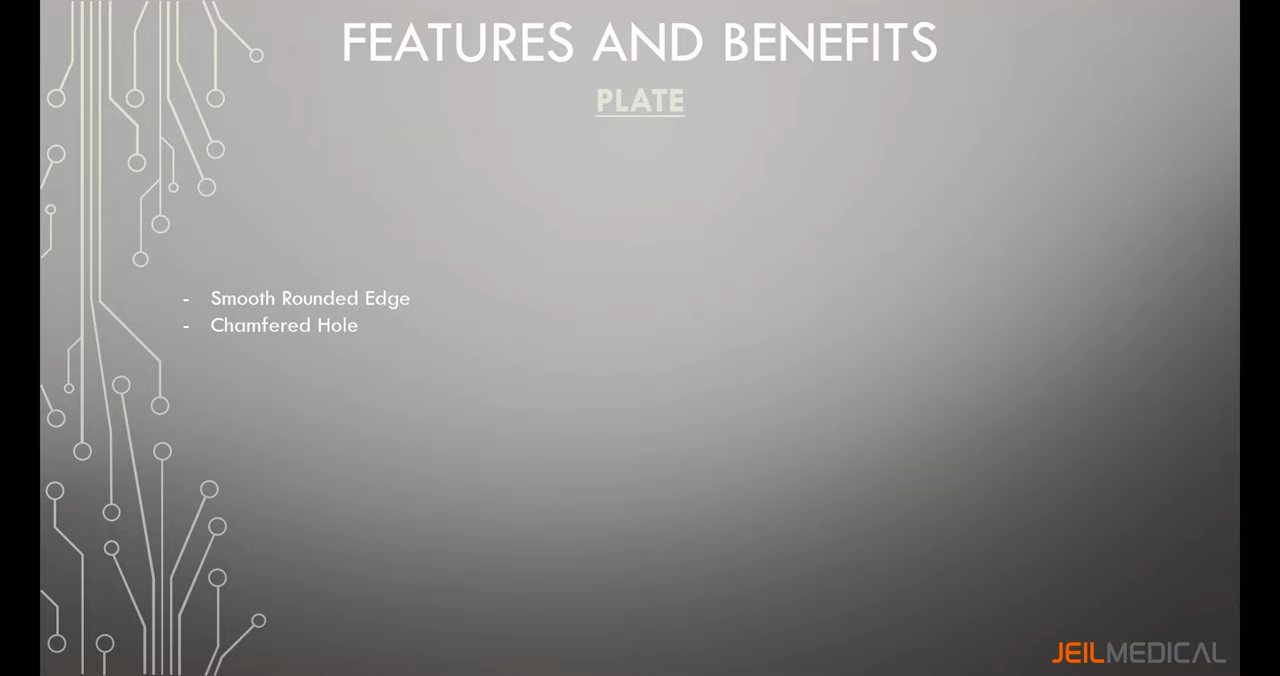 FEATURES AND BENEFITS
PLATE
- Smooth Rounded Edge
- Chamfered Hole
JEILMEDICAL